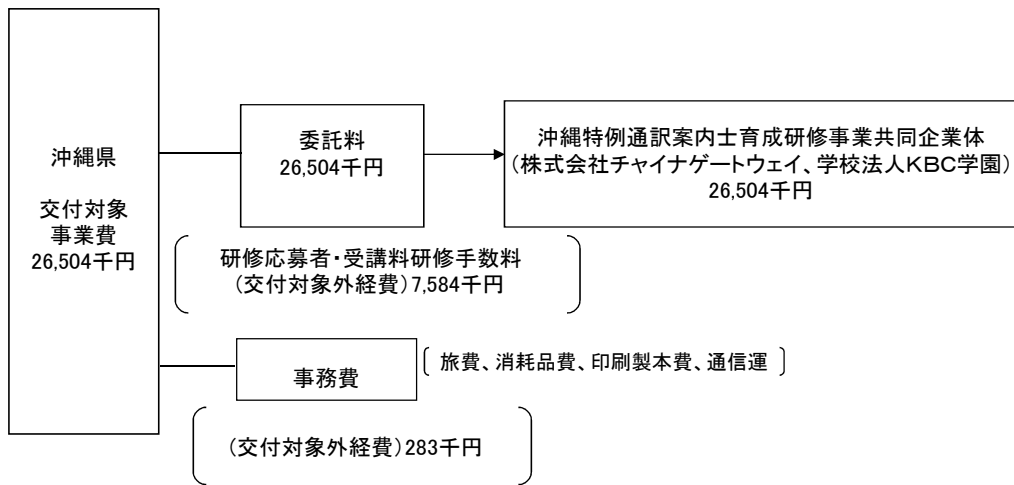 沖縄県
交付対象
事業費
26,504千円
委託料
26,504千円
沖縄特例通訳案内士育成研修事業共同企業体
(株式会社チャイナゲートウェイ、学校法人KBC学園)
26,504千円
研修応募者・受講料研修手数料
(交付対象外経費)7,584千円
事務費
旅費、消耗品費、印刷製本費、通信運
(交付対象外経費)283千円